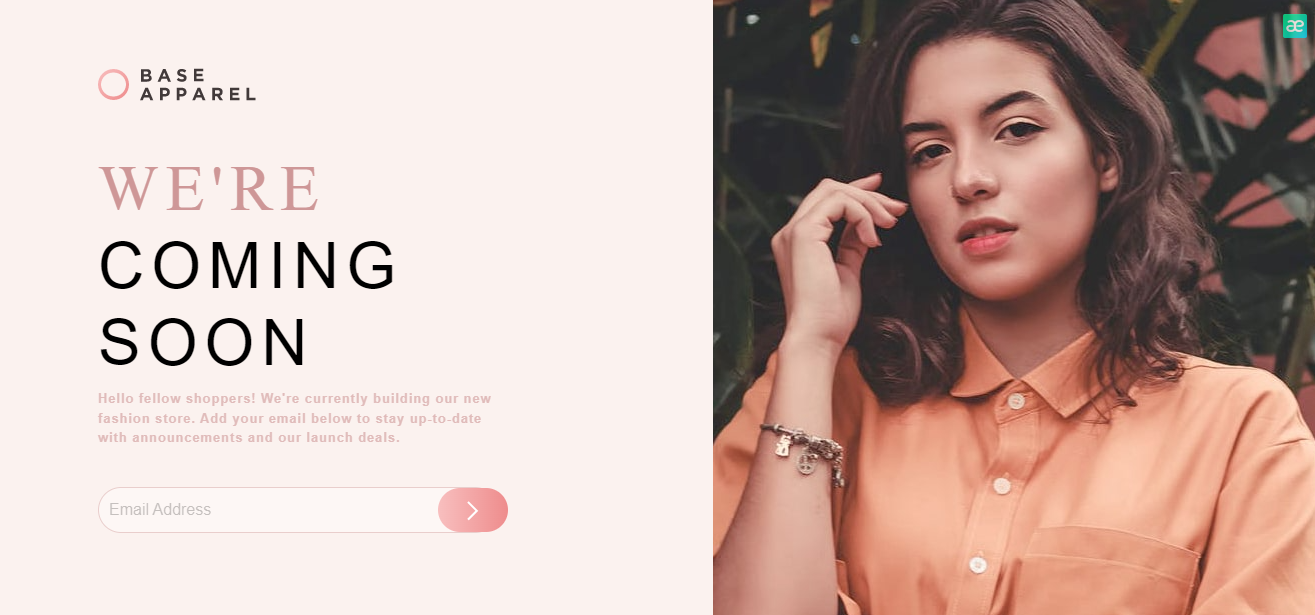 BASE
APPAREL
WE'RE
COMING
SOON
Hello fellow shoppers! We're currently building our new
fashion store. Add your email below to stay up-to-date
with announcements and our launch deals.
Email Address
æ